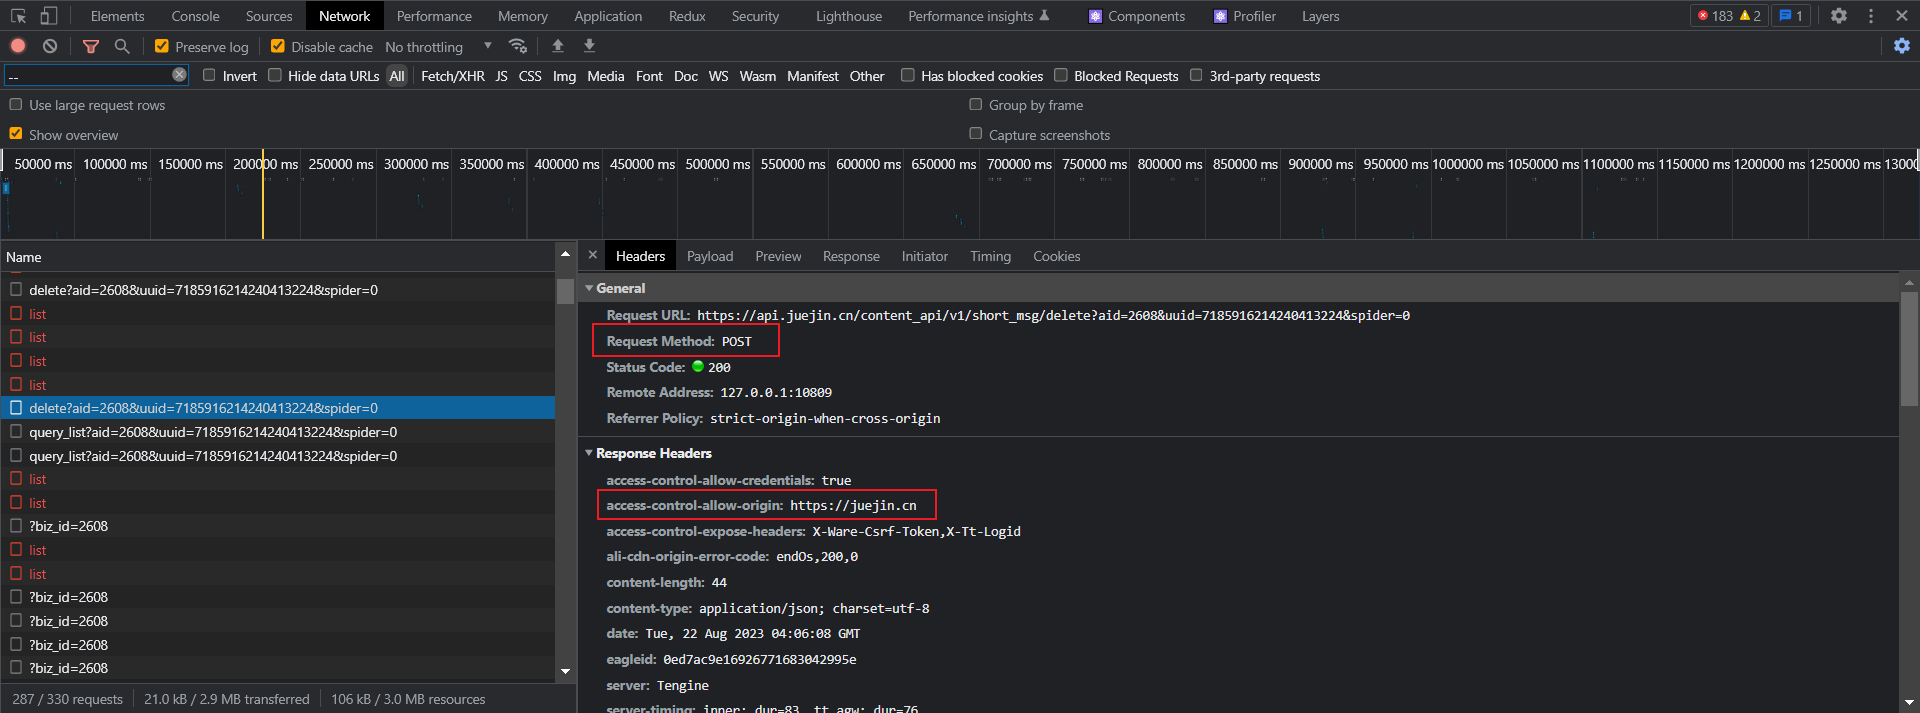 Elements Console Sources Network Performance Memory Application Redux Security Lighthouse Performance insights Components Profiler Layers 183 2 1
Preserve log Disable cache No throttling
-- Invert Hide data URLs All Fetch/XHR JS CSS Img Media Font Doc WS Wasm Manifest Other Has blocked cookies Blocked Requests 3rd-party requests
Use large request rows Group by frame
Show overview Capture screenshots
50000 ms 100000 ms 150000 ms 200000 ms 250000 ms 300000 ms 350000 ms 400000 ms 450000 ms 500000 ms 550000 ms 600000 ms 650000 ms 700000 ms 750000 ms 800000 ms 850000 ms 900000 ms 950000 ms 1000000 ms 1050000 ms 1100000 ms 1150000 ms 1200000 ms 1250000 ms 13000
Name
delete?aid=2608&uuid=7185916214240413224&spider=0
list
list
list
list
delete?aid=2608&uuid=7185916214240413224&spider=0
query_list?aid=2608&uuid=7185916214240413224&spider=0
query_list?aid=2608&uuid=7185916214240413224&spider=0
list
list
?biz_id=2608
list
list
?biz_id=2608
?biz_id=2608
?biz_id=2608
?biz_id=2608
287 / 330 requests 21.0 kB / 2.9 MB transferred 106 kB / 3.0 MB resources
Headers Payload Preview Response Initiator Timing Cookies
General
Request URL: https://api.juejin.cn/content_api/v1/short_msg/delete?aid=2608&uuid=7185916214240413224&spider=0
Request Method: POST
Status Code: 200
Remote Address: 127.0.0.1:10809
Referrer Policy: strict-origin-when-cross-origin
Response Headers
access-control-allow-credentials: true
access-control-allow-origin: https://juejin.cn
access-control-expose-headers: X-Ware-Csrf-Token,X-Tt-Logid
ali-cdn-origin-error-code: endOs,200,0
content-length: 44
content-type: application/json; charset=utf-8
date: Tue, 22 Aug 2023 04:06:08 GMT
eagleid: 0ed7ac9e16926771683042995e
server: Tengine
server-timing: inner; dur=83, tt_agw; dur=76